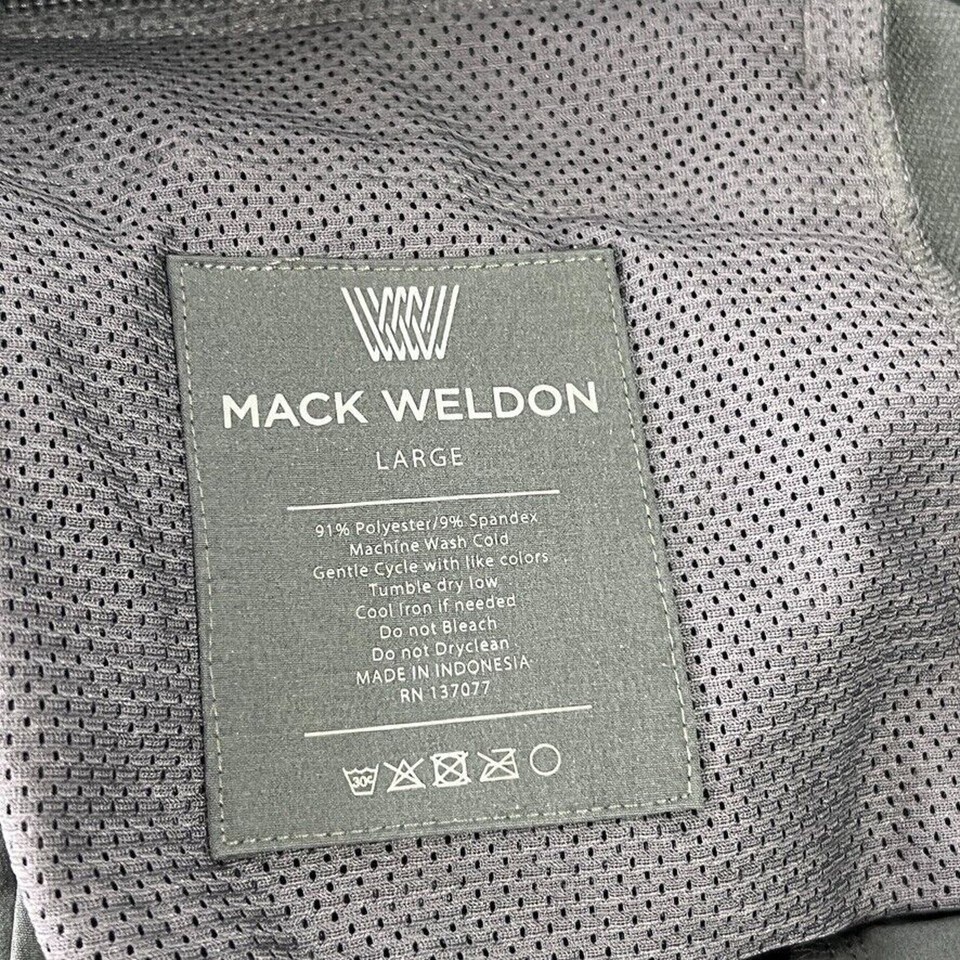 MACK WELDON
LARGE
91% Polyester/9% Spandex
Machine Wash Cold
Gentle Cycle with like colors
Tumble dry low
Cool Iron if needed
Do not Bleach
Do not Dryclean
MADE IN INDONESIA
RN 137077
30c